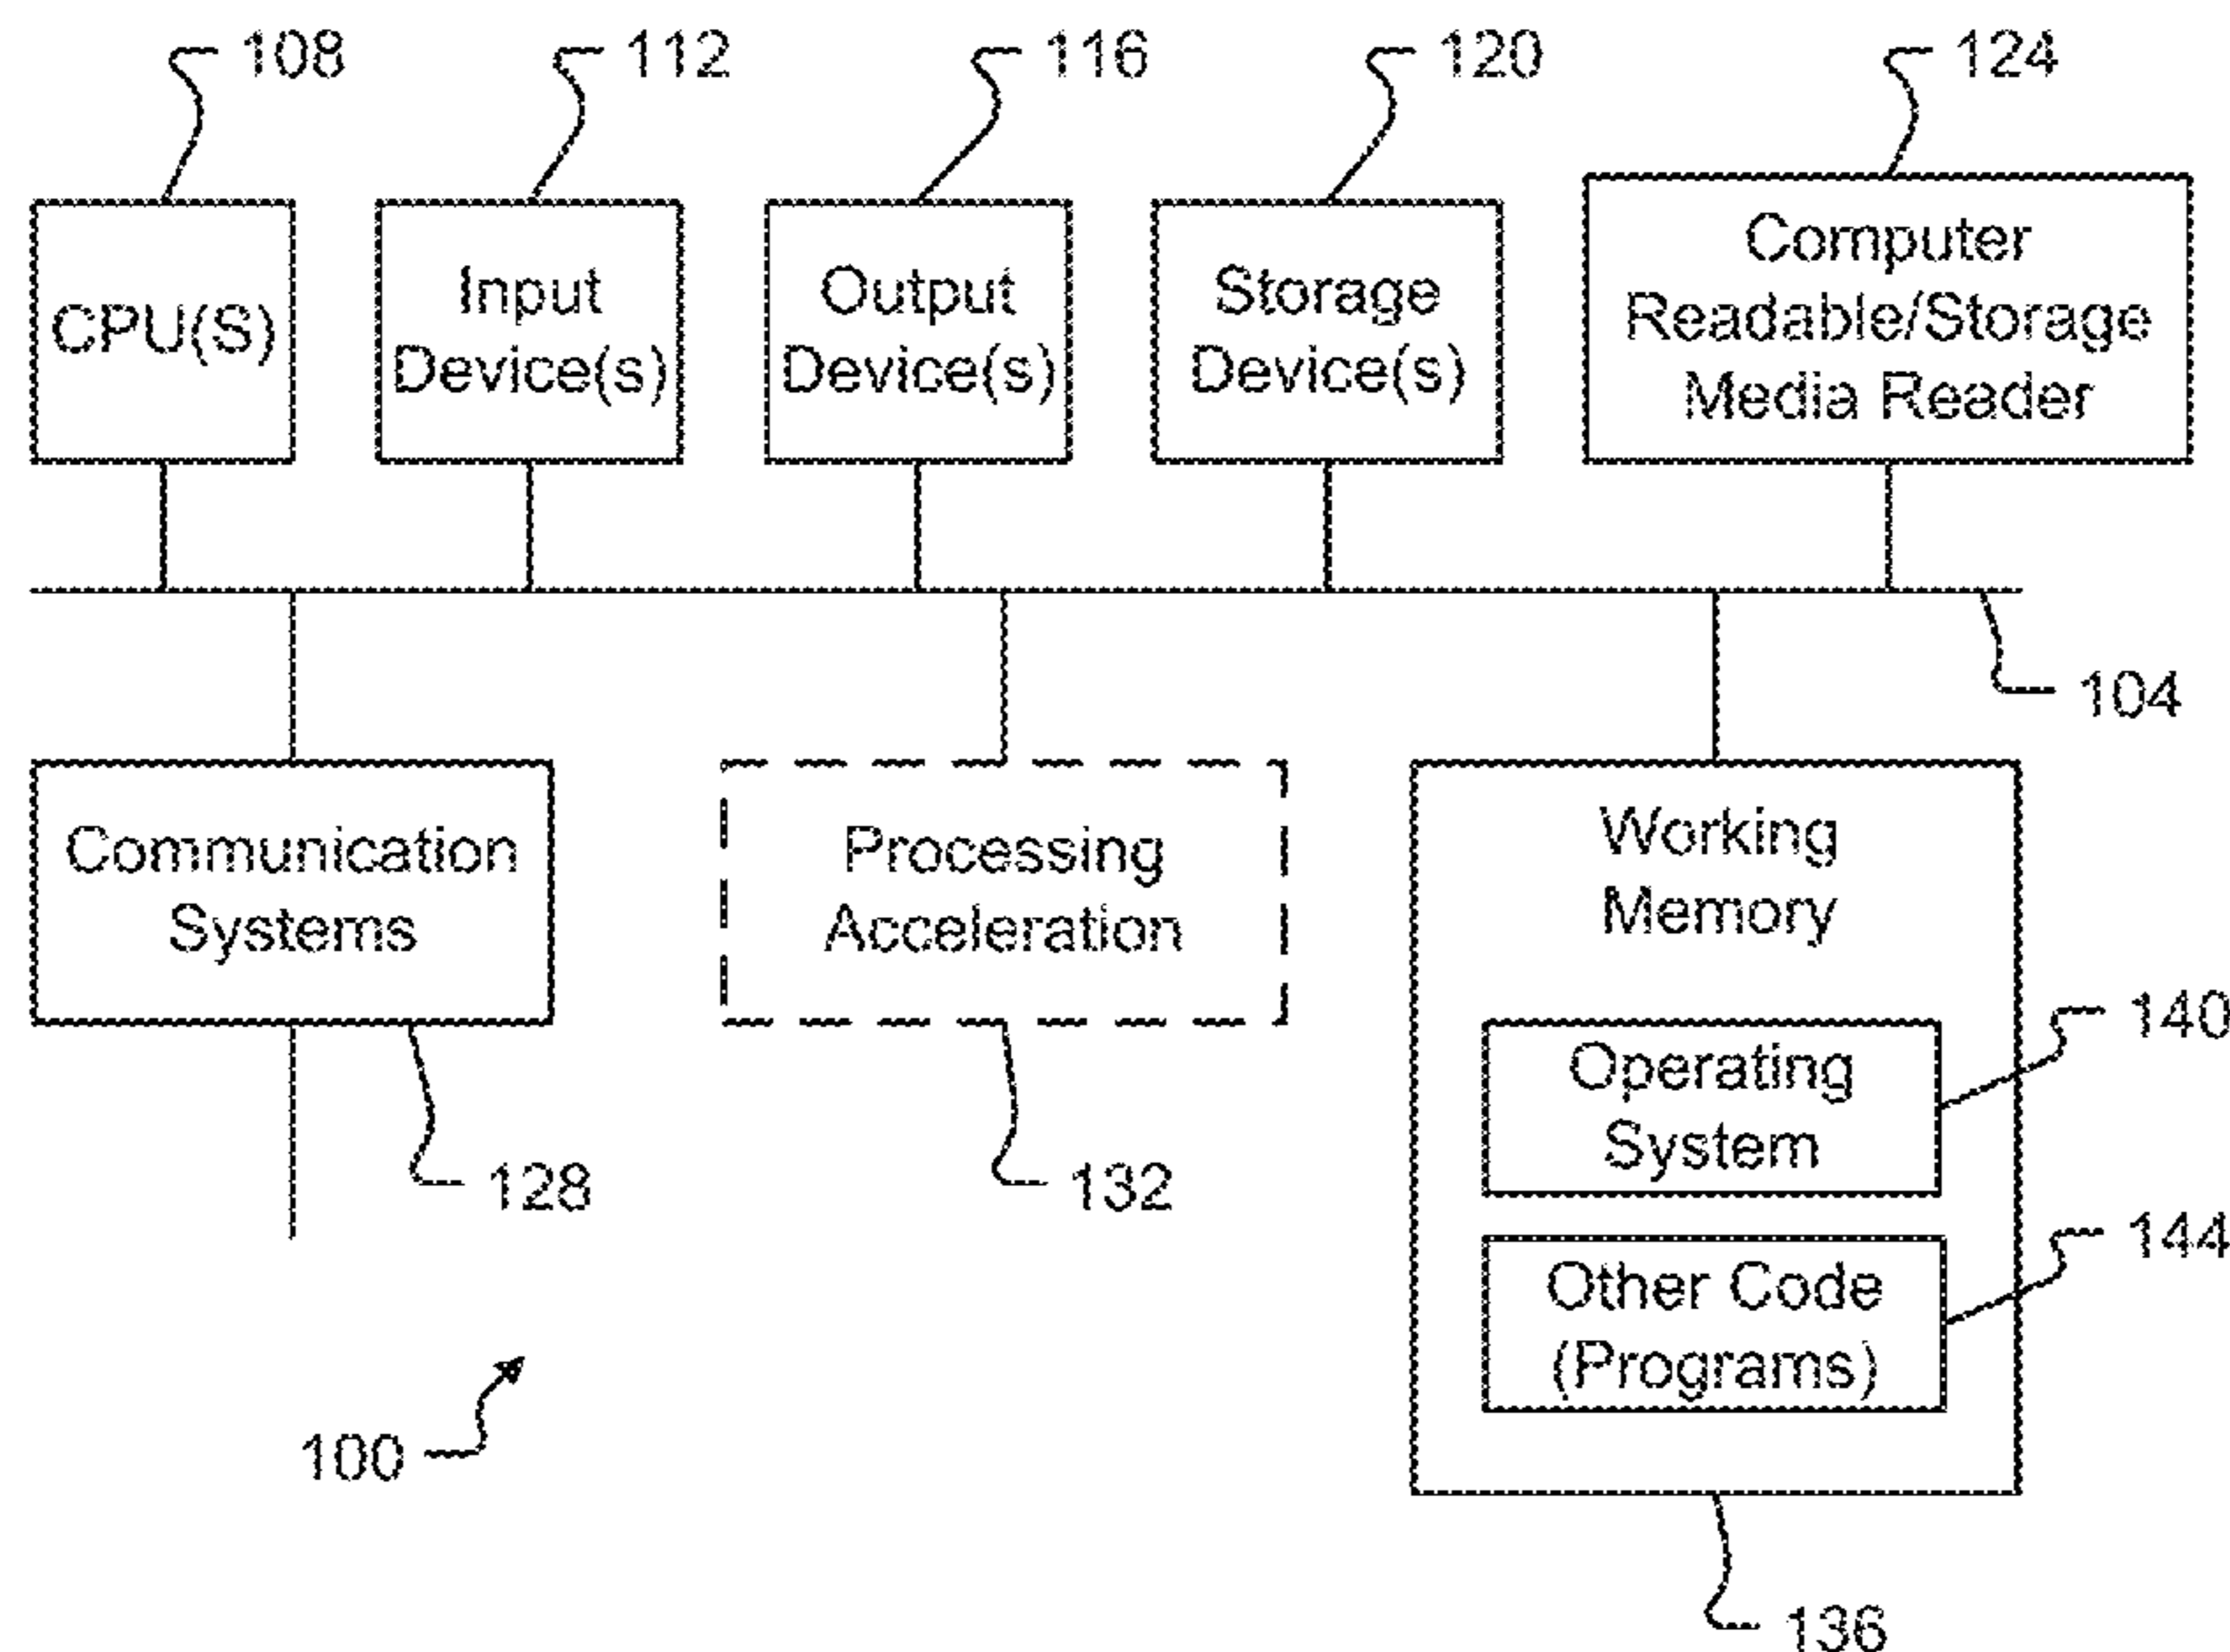 108
112
116
120
124
CPU(S)
Input
Device(s)
Output
Device(s)
Storage
Device(s)
Computer
Readable/Storage
Media Reader
104
Communication
Systems
128
Processing
Acceleration
132
Working
Memory
Operating
System
140
Other Code
(Programs)
144
136
100